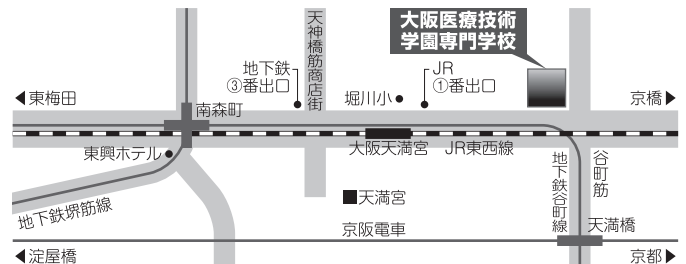 大阪医療技術
学園専門学校
天神橋筋商店街
地下鉄
③番出口
JR
①番出口
堀川小
◀東梅田
京橋▶
南森町
東興ホテル
大阪天満宮
JR東西線
地下鉄谷町線
谷町筋
天満宮
地下鉄堺筋線
天満橋
京阪電車
◀淀屋橋
京都▶